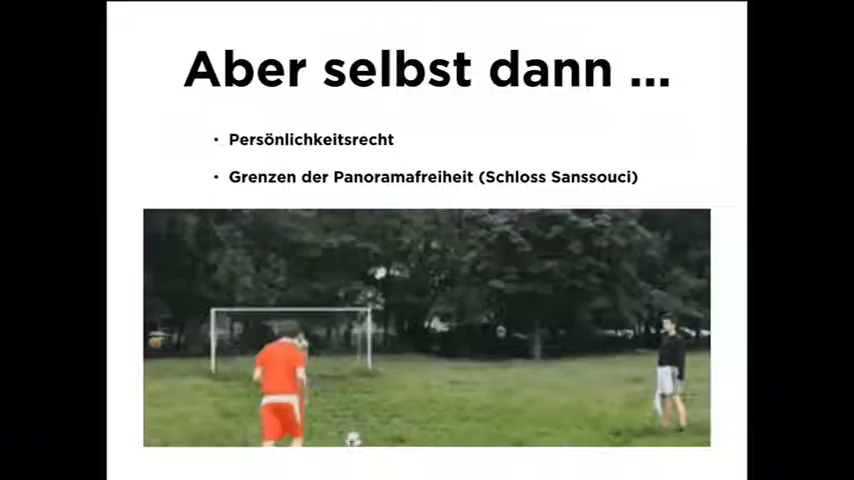 Aber selbst dann ...
• Persönlichkeitsrecht
• Grenzen der Panoramafreiheit (Schloss Sanssouci)